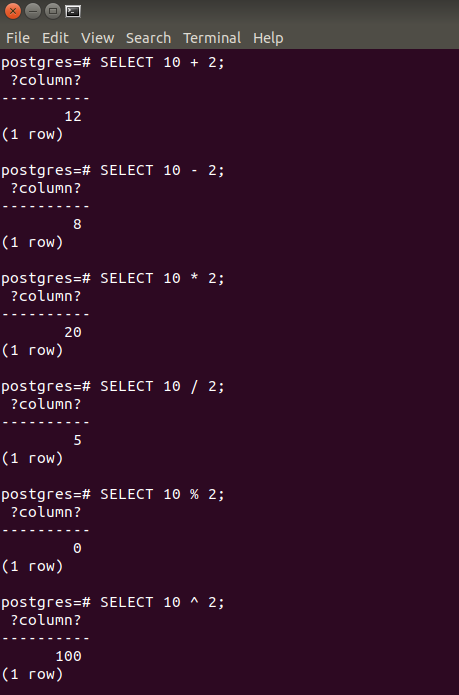 File Edit View Search Terminal Help
postgres=# SELECT 10 + 2;
 ?column?
----------
       12
(1 row)

postgres=# SELECT 10 - 2;
 ?column?
----------
        8
(1 row)

postgres=# SELECT 10 * 2;
 ?column?
----------
       20
(1 row)

postgres=# SELECT 10 / 2;
 ?column?
----------
        5
(1 row)

postgres=# SELECT 10 % 2;
 ?column?
----------
        0
(1 row)

postgres=# SELECT 10 ^ 2;
 ?column?
----------
      100
(1 row)